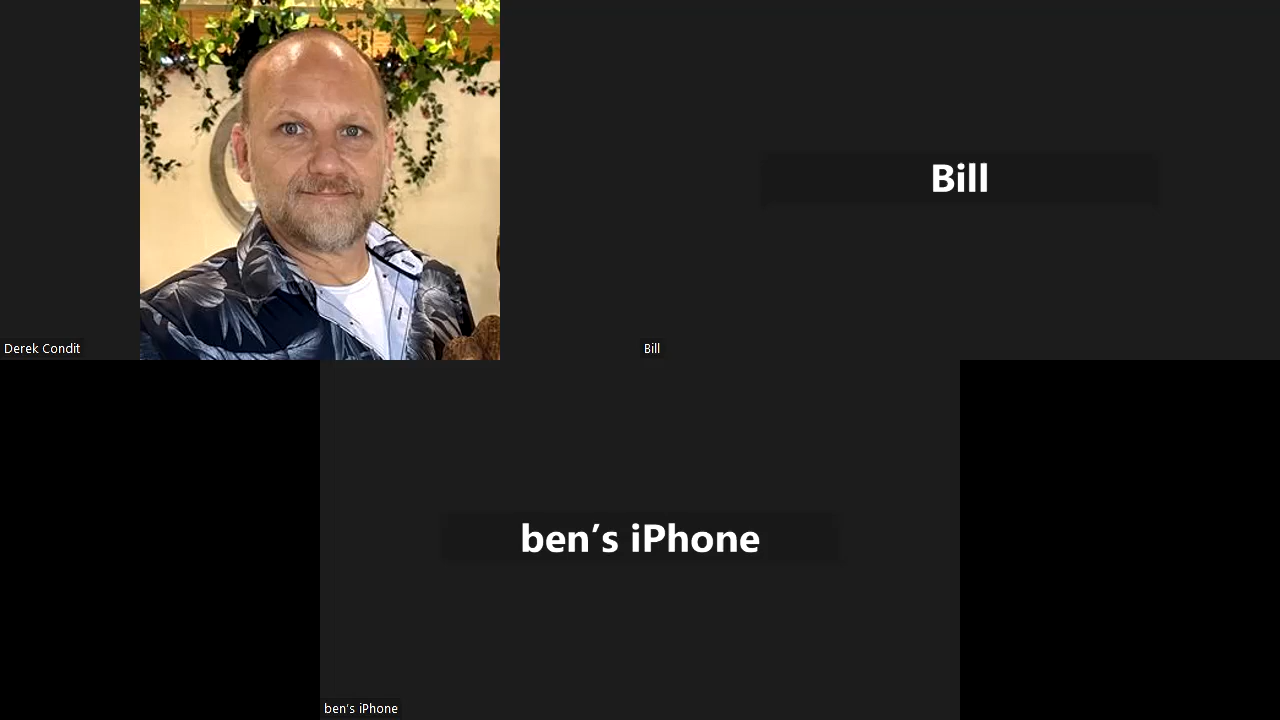 Bill
Derek Condit
Bill
ben’s iPhone
ben's iPhone